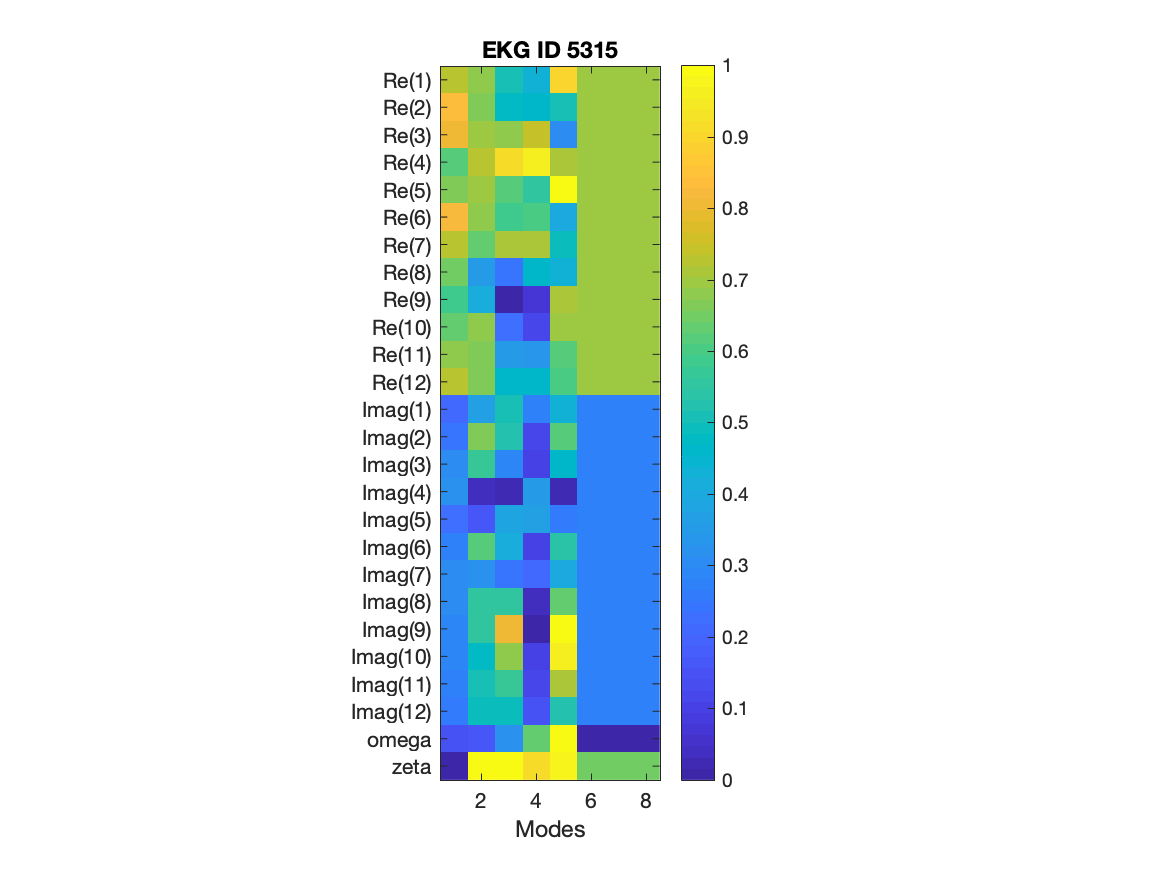 EKG ID 5315
Re(1)
Re(2)
Re(3)
Re(4)
Re(5)
Re(6)
Re(7)
Re(8)
Re(9)
Re(10)
Re(11)
Re(12)
Imag(1)
Imag(2)
Imag(3)
Imag(4)
Imag(5)
Imag(6)
Imag(7)
Imag(8)
Imag(9)
Imag(10)
Imag(11)
Imag(12)
omega
zeta
2 4 6 8
Modes
1
0.9
0.8
0.7
0.6
0.5
0.4
0.3
0.2
0.1
0